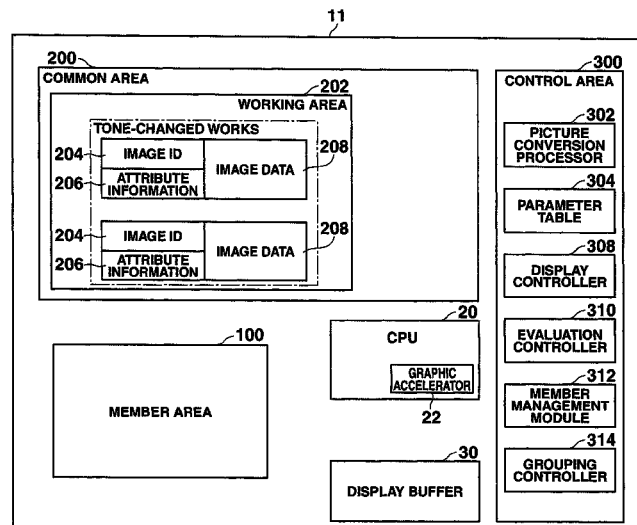 11
200
COMMON AREA
202
WORKING AREA
TONE-CHANGED WORKS
204
IMAGE ID
206
ATTRIBUTE
INFORMATION
IMAGE DATA
208
204
IMAGE ID
206
ATTRIBUTE
INFORMATION
IMAGE DATA
208
100
MEMBER AREA
20
CPU
GRAPHIC
ACCELERATOR
22
30
DISPLAY BUFFER
300
CONTROL AREA
302
PICTURE
CONVERSION
PROCESSOR
304
PARAMETER
TABLE
308
DISPLAY
CONTROLLER
310
EVALUATION
CONTROLLER
312
MEMBER
MANAGEMENT
MODULE
314
GROUPING
CONTROLLER